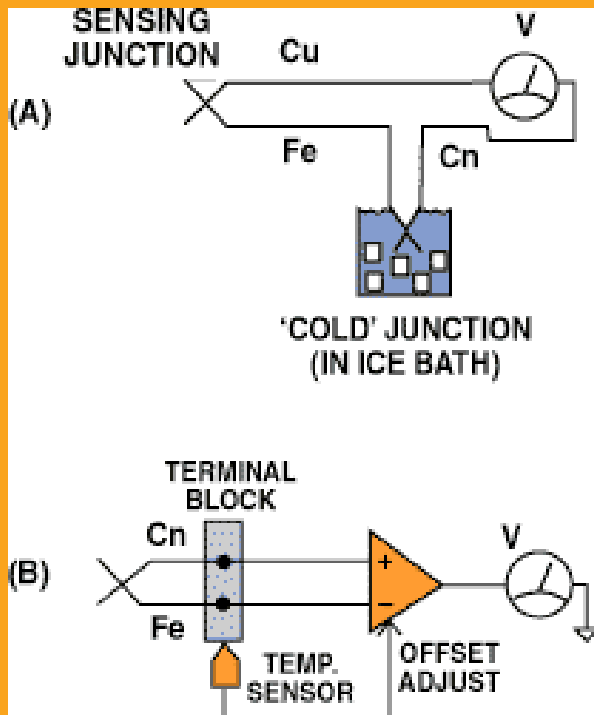 SENSING
JUNCTION
Cu
V
(A)
Fe
Cn
'COLD' JUNCTION
(IN ICE BATH)
TERMINAL
BLOCK
Cn
V
(B)
+
−
Fe
TEMP.
SENSOR
OFFSET
ADJUST